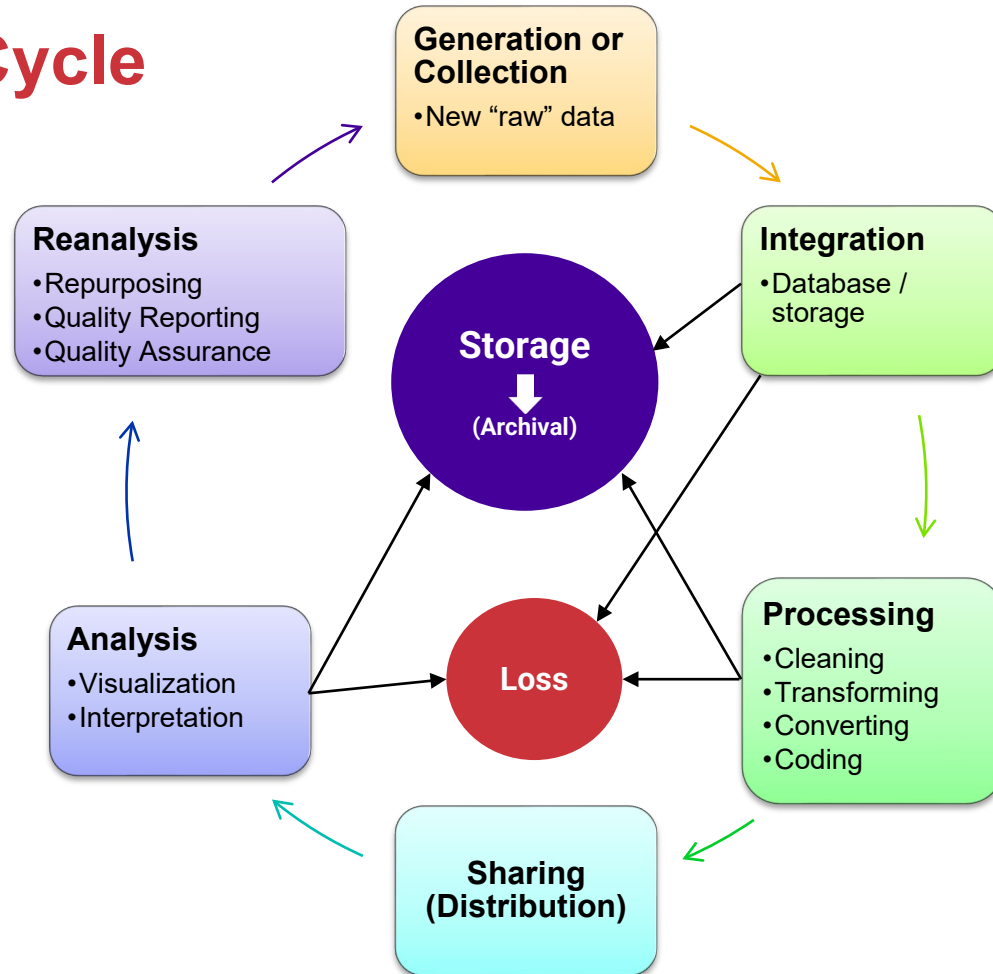 Cycle
Generation or
Collection
•New “raw” data
Integration
•Database /
storage
Processing
•Cleaning
•Transforming
•Converting
•Coding
Sharing
(Distribution)
Analysis
•Visualization
•Interpretation
Reanalysis
•Repurposing
•Quality Reporting
•Quality Assurance
Storage
(Archival)
Loss